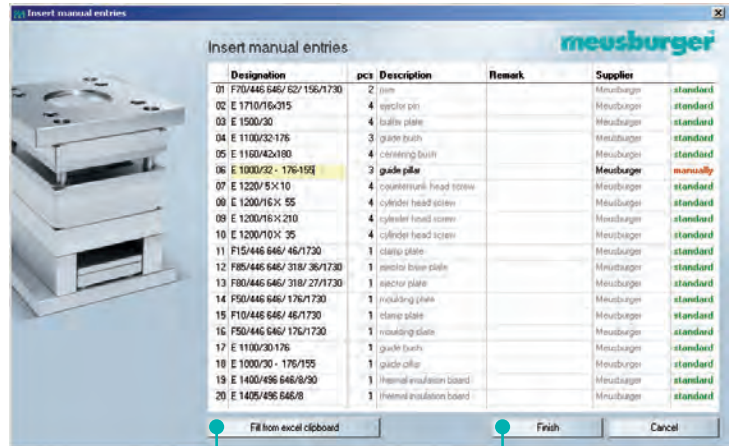 Insert manual entries
Insert manual entries
meusburger
Designation pcs Description Remark Supplier
01 F70/446 646/ 62/ 156/1730 2 Meusburger standard
02 E 1710/16x315 4 ejector pin Meusburger standard
03 E 1500/30 4 plate Meusburger standard
04 E 1100/32-176 3 guide bush Meusburger standard
05 E 1160/42x180 4 centering bush Meusburger standard
06 E 1000/32 - 176-155 3 guide pillar Meusburger manually
07 E 1220/ 5X10 4 countersunk head screw Meusburger standard
08 E 1200/16X 55 4 cylinder head screw Meusburger standard
09 E 1200/16X 210 4 cylinder head screw Meusburger standard
10 E 1200/10X 35 4 cylinder head screw Meusburger standard
11 F15/446 646/ 46/1730 1 clamp plate Meusburger standard
12 F85/446 646/ 318/ 36/1730 1 ejector base plate Meusburger standard
13 F80/446 646/ 318/ 27/1730 1 ejector plate Meusburger standard
14 F50/446 646/ 176/1730 1 moulding plate Meusburger standard
15 F10/446 646/ 46/1730 1 clamp plate Meusburger standard
16 F50/446 646/ 176/1730 1 moulding plate Meusburger standard
17 E 1100/30-176 1 guide bush Meusburger standard
18 E 1000/30 - 176/155 1 guide pillar Meusburger standard
19 E 1400/496 646/8/90 1 thermal insulation board Meusburger standard
20 E 1405/496 646/8 1 thermal insulation board Meusburger standard
Fill from excel clipboard Finish Cancel